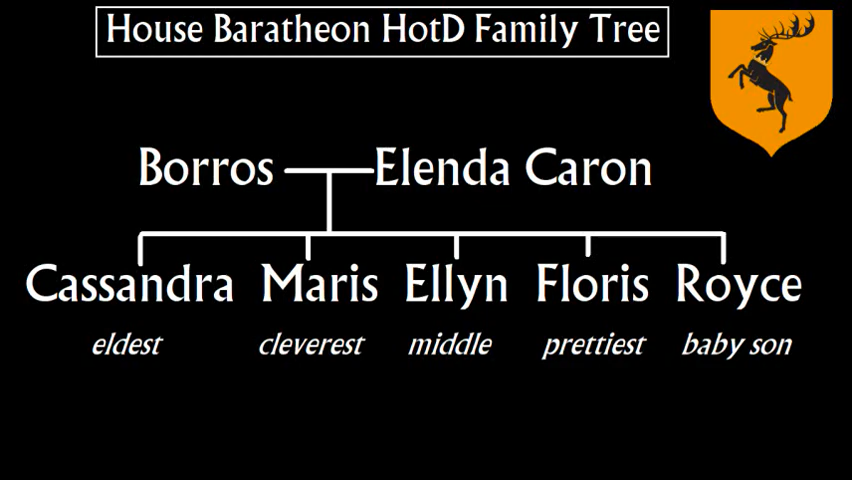 House Baratheon HotD Family Tree
Borros Elenda Caron
Cassandra Maris Ellyn Floris Royce
eldest cleverest middle prettiest baby son